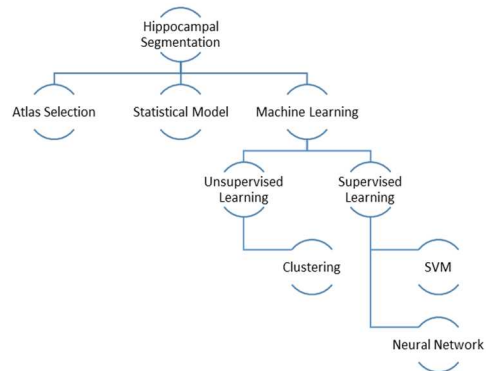 Hippocampal
Segmentation
Atlas Selection
Statistical Model
Machine Learning
Unsupervised
Learning
Supervised
Learning
Clustering
SVM
Neural Network